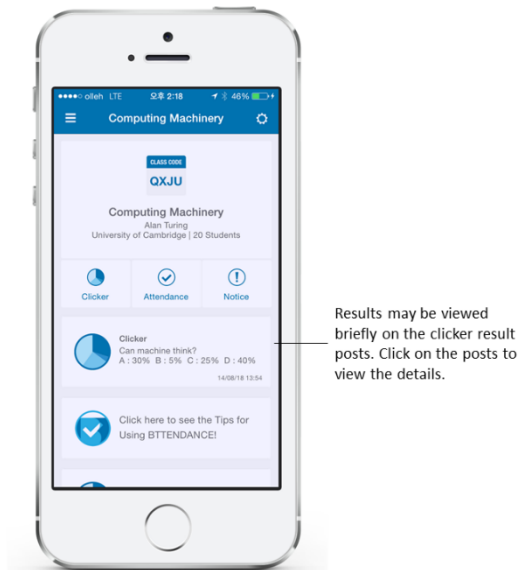 olleh LTE 오후 2:18 46%
Computing Machinery
CLASS CODE
QXJU
Computing Machinery
Alan Turing
University of Cambridge | 20 Students
Clicker Attendance Notice
Clicker
Can machine think?
A : 30% B : 5% C : 25% D : 40%
14/08/18 13:54
Click here to see the Tips for
Using BTTENDANCE!
Results may be viewed
briefly on the clicker result
posts. Click on the posts to
view the details.